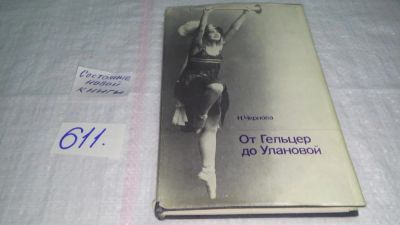 Состояние
новой
книги
611.
Н.Чернова
От Гельцер
до Улановой